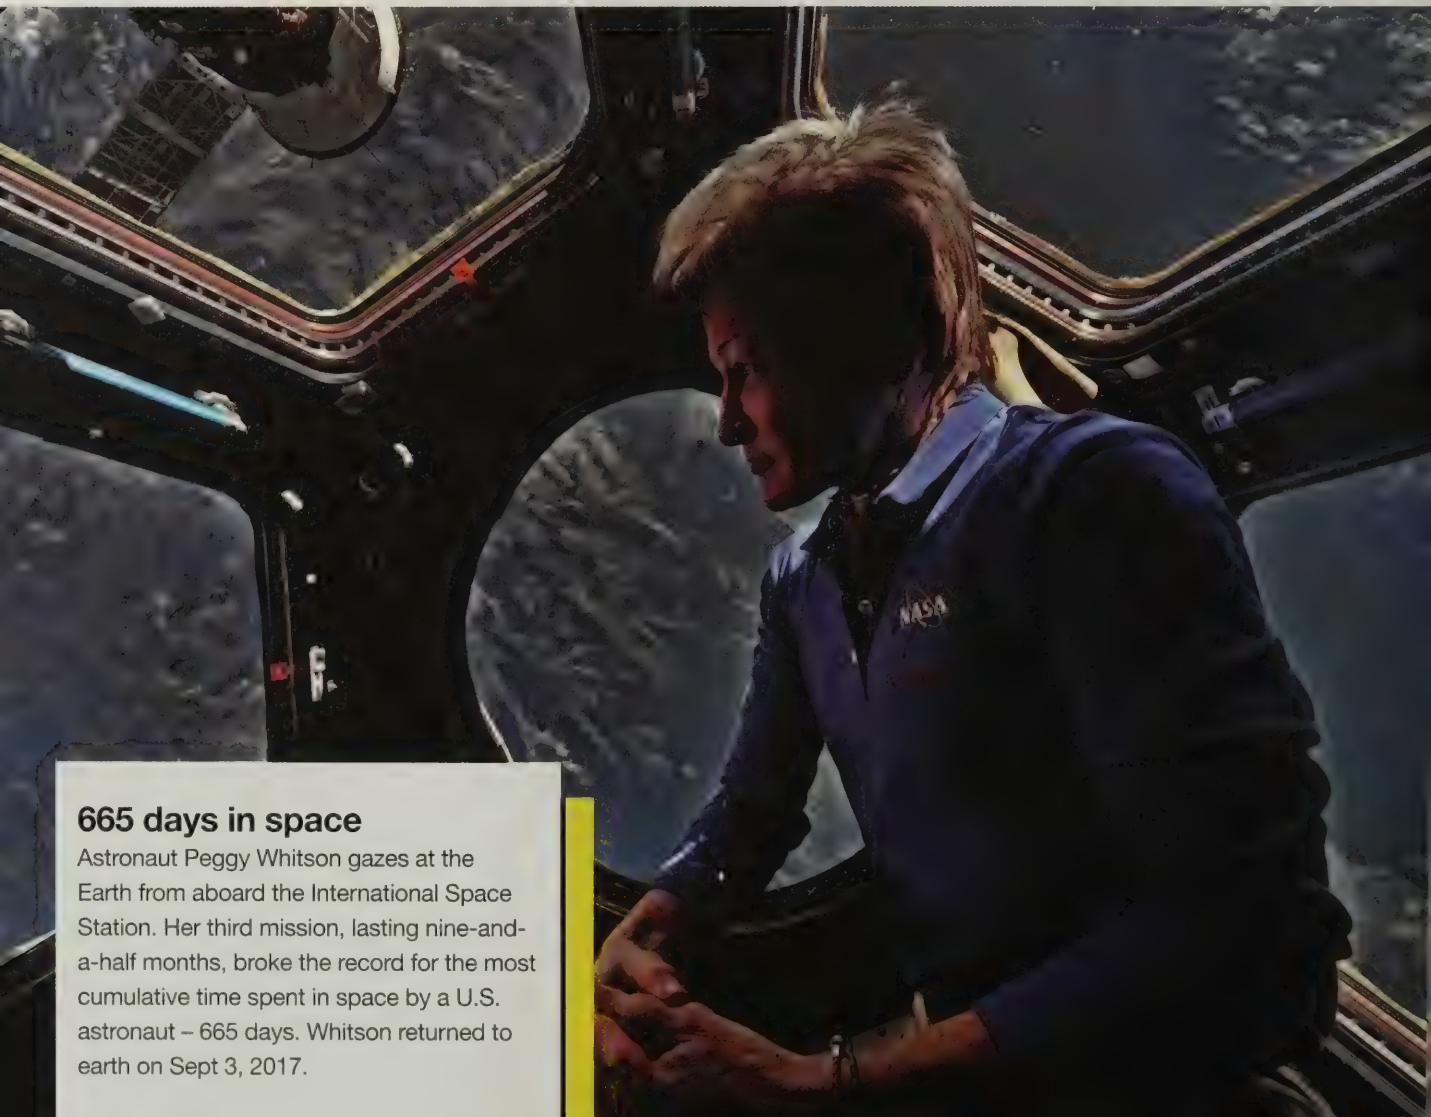 NASA
665 days in space
Astronaut Peggy Whitson gazes at the
Earth from aboard the International Space
Station. Her third mission, lasting nine-and-
a-half months, broke the record for the most
cumulative time spent in space by a U.S.
astronaut – 665 days. Whitson returned to
earth on Sept 3, 2017.